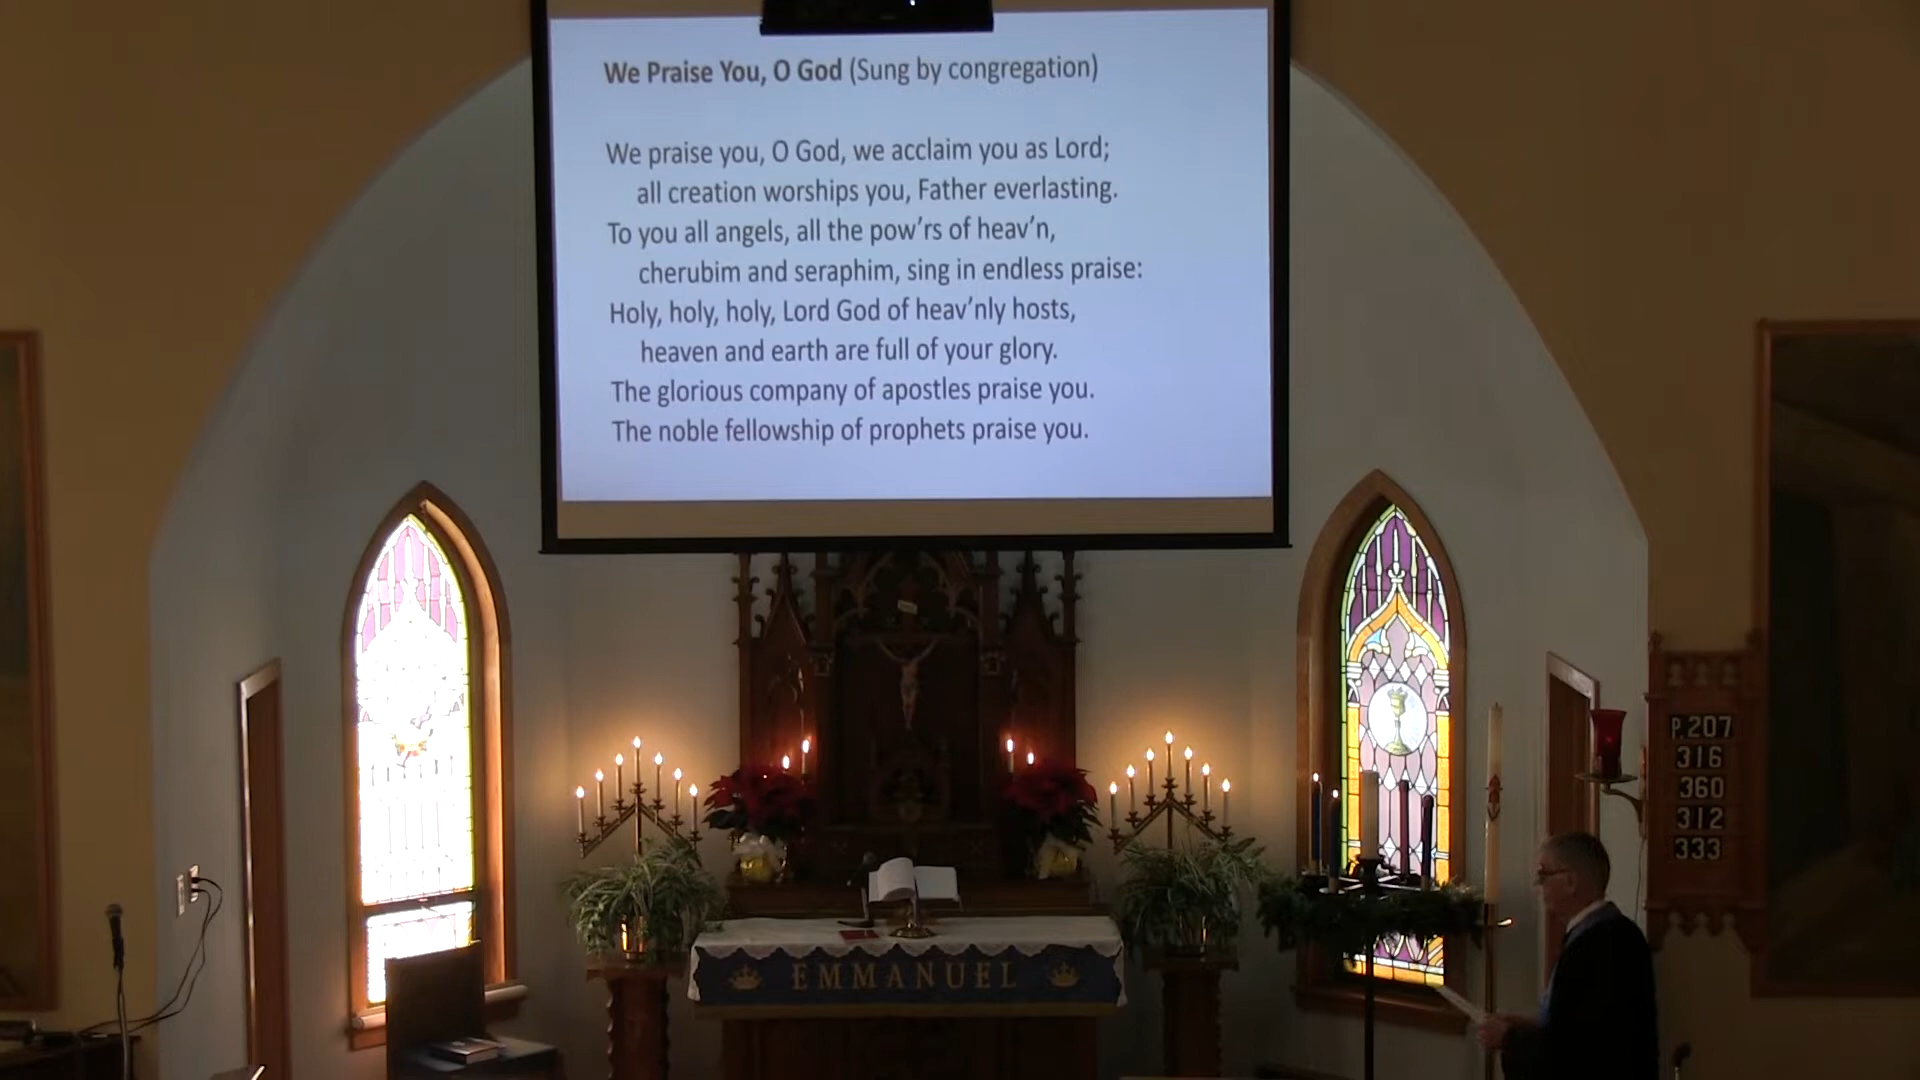 We Praise You, O God (Sung by congregation)
We praise you, O God, we acclaim you as Lord;
all creation worships you, Father everlasting.
To you all angels, all the pow’rs of heav’n,
cherubim and seraphim, sing in endless praise:
Holy, holy, holy, Lord God of heav’nly hosts,
heaven and earth are full of your glory.
The glorious company of apostles praise you.
The noble fellowship of prophets praise you.
P.207
316
360
312
333
EMMANUEL